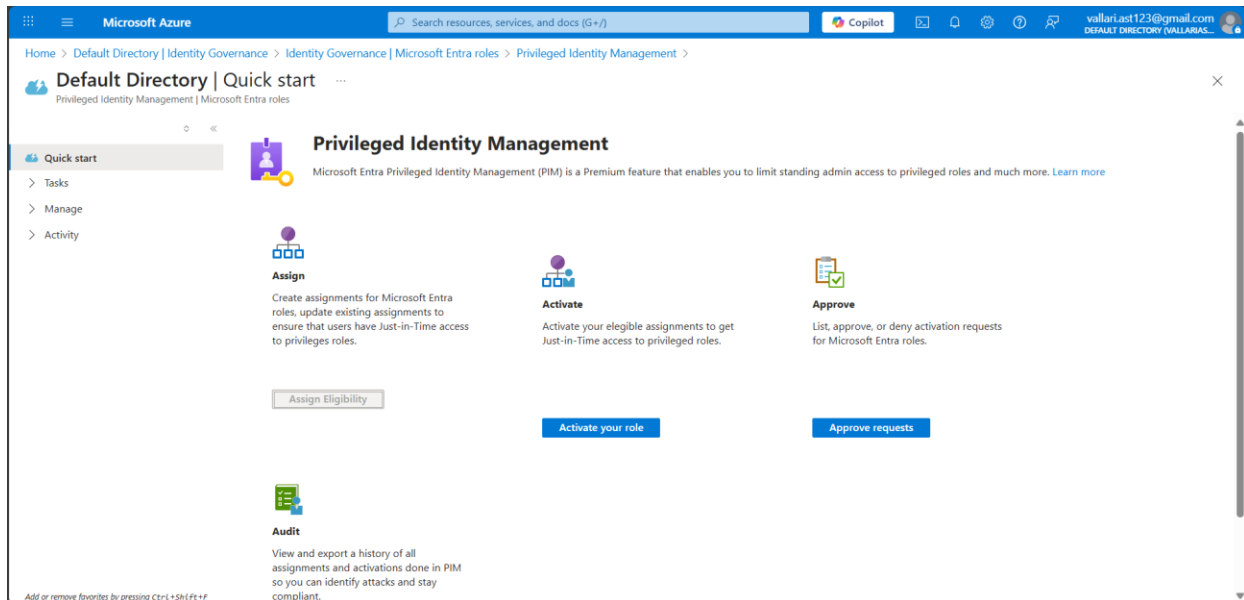 Microsoft Azure
Search resources, services, and docs (G+/)
Copilot
vallari.ast123@gmail.com
DEFAULT DIRECTORY (VALLARIAS...
Home > Default Directory | Identity Governance > Identity Governance | Microsoft Entra roles > Privileged Identity Management >
Default Directory | Quick start ...
Privileged Identity Management | Microsoft Entra roles
Quick start
Tasks
Manage
Activity
Privileged Identity Management
Microsoft Entra Privileged Identity Management (PIM) is a Premium feature that enables you to limit standing admin access to privileged roles and much more. Learn more
Assign
Create assignments for Microsoft Entra
roles, update existing assignments to
ensure that users have Just-in-Time access
to privileges roles.
Assign Eligibility
Activate
Activate your elegible assignments to get
Just-in-Time access to privileged roles.
Activate your role
Approve
List, approve, or deny activation requests
for Microsoft Entra roles.
Approve requests
Audit
View and export a history of all
assignments and activations done in PIM
so you can identify attacks and stay
compliant.
Add or remove favorites by pressing Ctrl+Shift+F